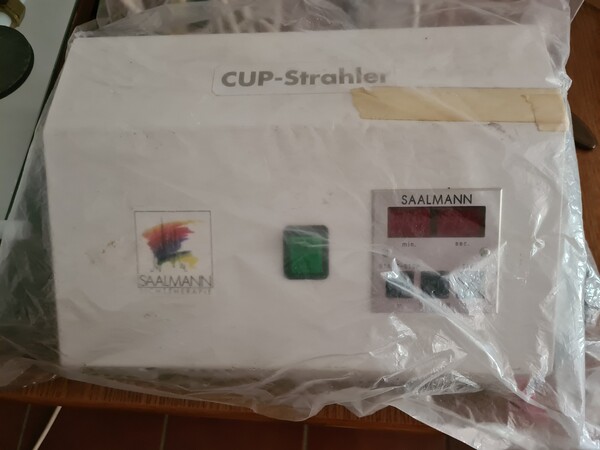 CUP-Strahler
SAALMANN
min. sec.
SAALMANN